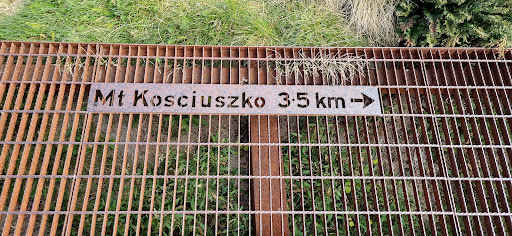 Mt Kosciuszko 3·5 km →